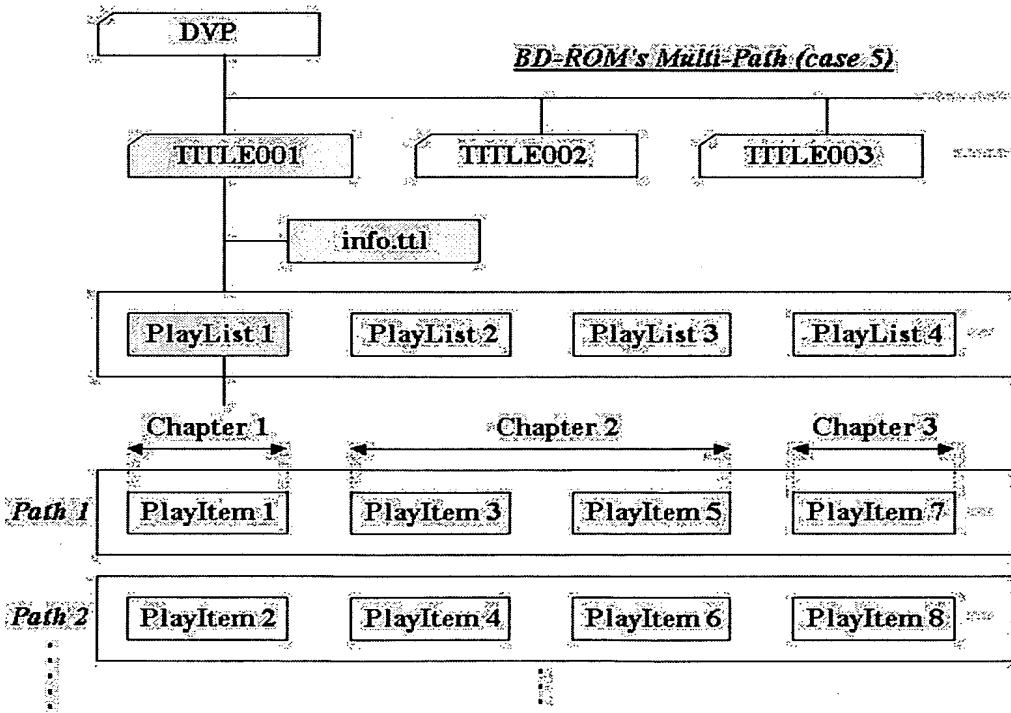 DVP
BD-ROM's Multi-Path (case 5)
TITLE001 TITLE002 TITLE003
info.ttl
PlayList 1 PlayList 2 PlayList 3 PlayList 4
Chapter 1 Chapter 2 Chapter 3
Path 1 PlayItem 1 PlayItem 3 PlayItem 5 PlayItem 7
Path 2 PlayItem 2 PlayItem 4 PlayItem 6 PlayItem 8